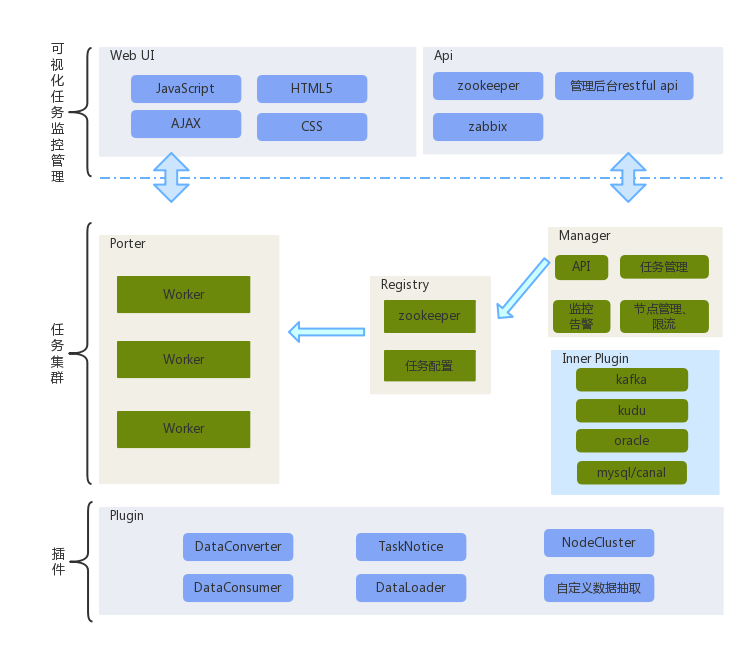 可视化任务监控管理
Web UI
JavaScript
HTML5
AJAX
CSS
Api
zookeeper
管理后台restful api
zabbix
任务集群
Porter
Worker
Worker
Worker
Registry
zookeeper
任务配置
Manager
API
任务管理
监控
告警
节点管理、
限流
Inner Plugin
kafka
kudu
oracle
mysql/canal
插件
Plugin
DataConverter
TaskNotice
NodeCluster
DataConsumer
DataLoader
自定义数据抽取